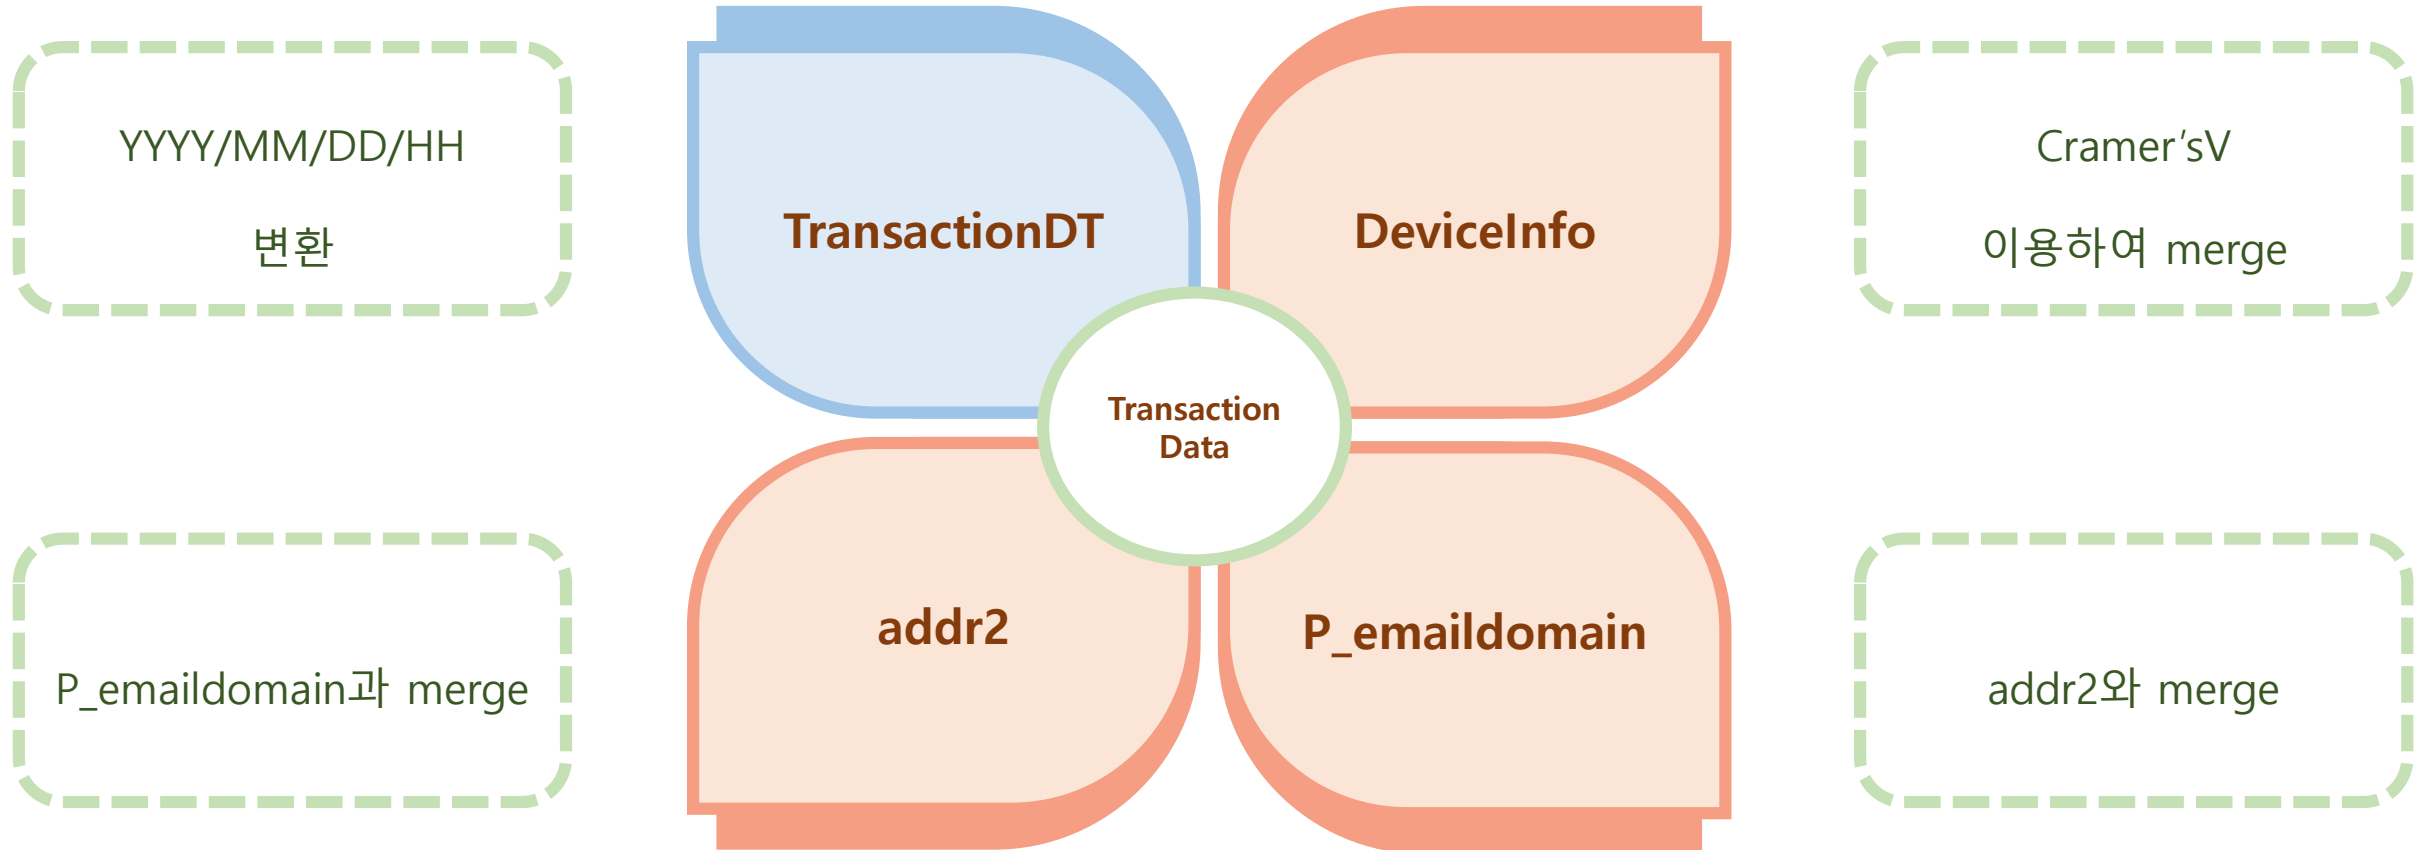 YYYY/MM/DD/HH
변환
TransactionDT
DeviceInfo
Cramer’sV
이용하여 merge
Transaction
Data
P_emaildomain과 merge
addr2
P_emaildomain
addr2와 merge